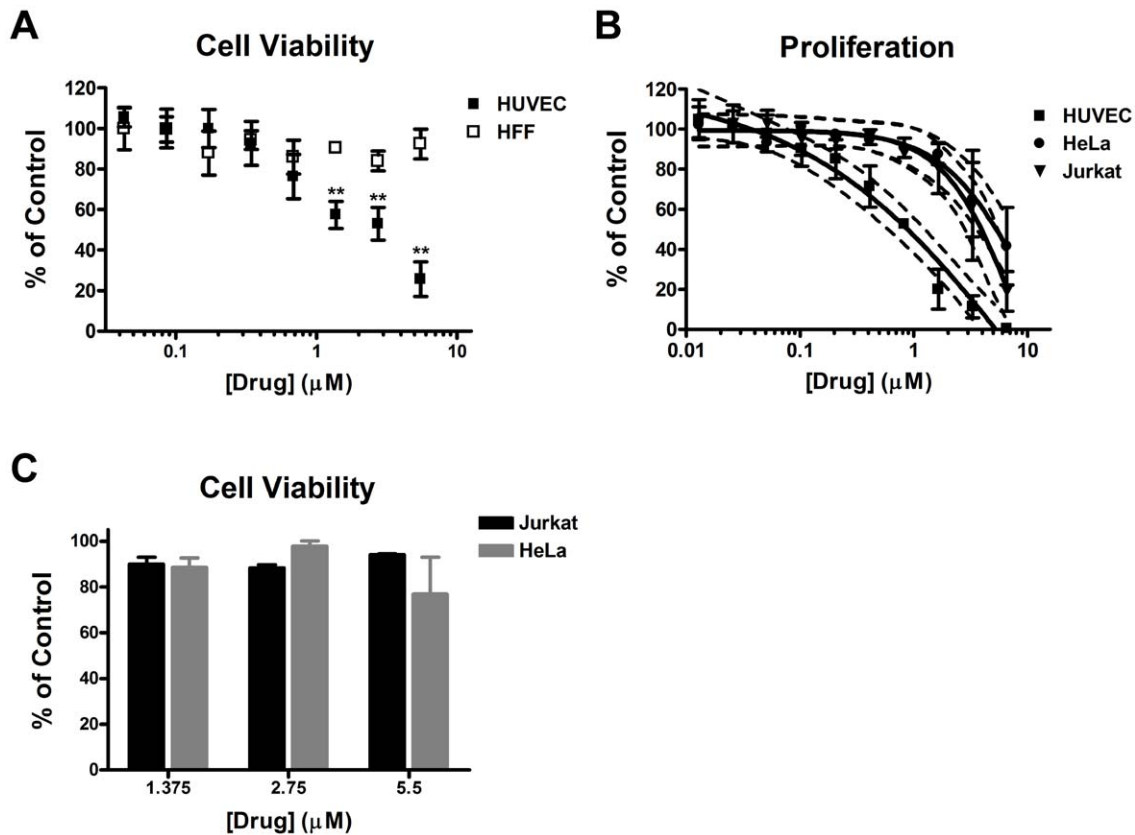 A
Cell Viability
% of Control
120
100
80
60
40
20
0
**
**
**
0.1
1
10
[Drug] (μM)
HUVEC
HFF
B
Proliferation
% of Control
120
100
80
60
40
20
0
0.01
0.1
1
10
[Drug] (μM)
HUVEC
HeLa
Jurkat
C
Cell Viability
% of Control
100
80
60
40
20
0
1.375
2.75
5.5
[Drug] (μM)
Jurkat
HeLa